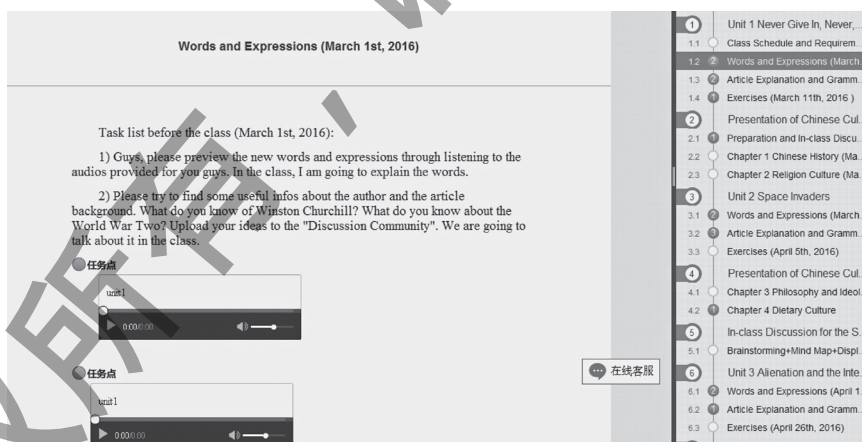 Words and Expressions (March 1st, 2016)
Task list before the class (March 1st, 2016):
1) Guys, please preview the new words and expressions through listening to the
audios provided for you guys. In the class, I am going to explain the words.
2) Please try to find some useful infos about the author and the article
background. What do you know of Winston Churchill? What do you know about the
World War Two? Upload your ideas to the "Discussion Community". We are going to
talk about it in the class.
任务点
unit1
0:00/0:00
任务点
unit1
0:00/0:00
在线客服
1 Unit 1 Never Give In, Never,...
1.1 Class Schedule and Requirem...
1.2 2 Words and Expressions (March...
1.3 2 Article Explanation and Gramm...
1.4 1 Exercises (March 11th, 2016 )
2 Presentation of Chinese Cul...
2.1 1 Preparation and In-class Discu...
2.2 Chapter 1 Chinese History (Ma...
2.3 Chapter 2 Religion Culture (Ma...
3 Unit 2 Space Invaders
3.1 2 Words and Expressions (March...
3.2 3 Article Explanation and Gramm...
3.3 Exercises (April 5th, 2016)
4 Presentation of Chinese Cul...
4.1 Chapter 3 Philosophy and Ideol...
4.2 1 Chapter 4 Dietary Culture
5 In-class Discussion for the S...
5.1 Brainstorming+Mind Map+Displ...
6 Unit 3 Alienation and the Inte...
6.1 2 Words and Expressions (April 1...
6.2 1 Article Explanation and Gramm...
6.3 Exercises (April 26th, 2016)
所有，